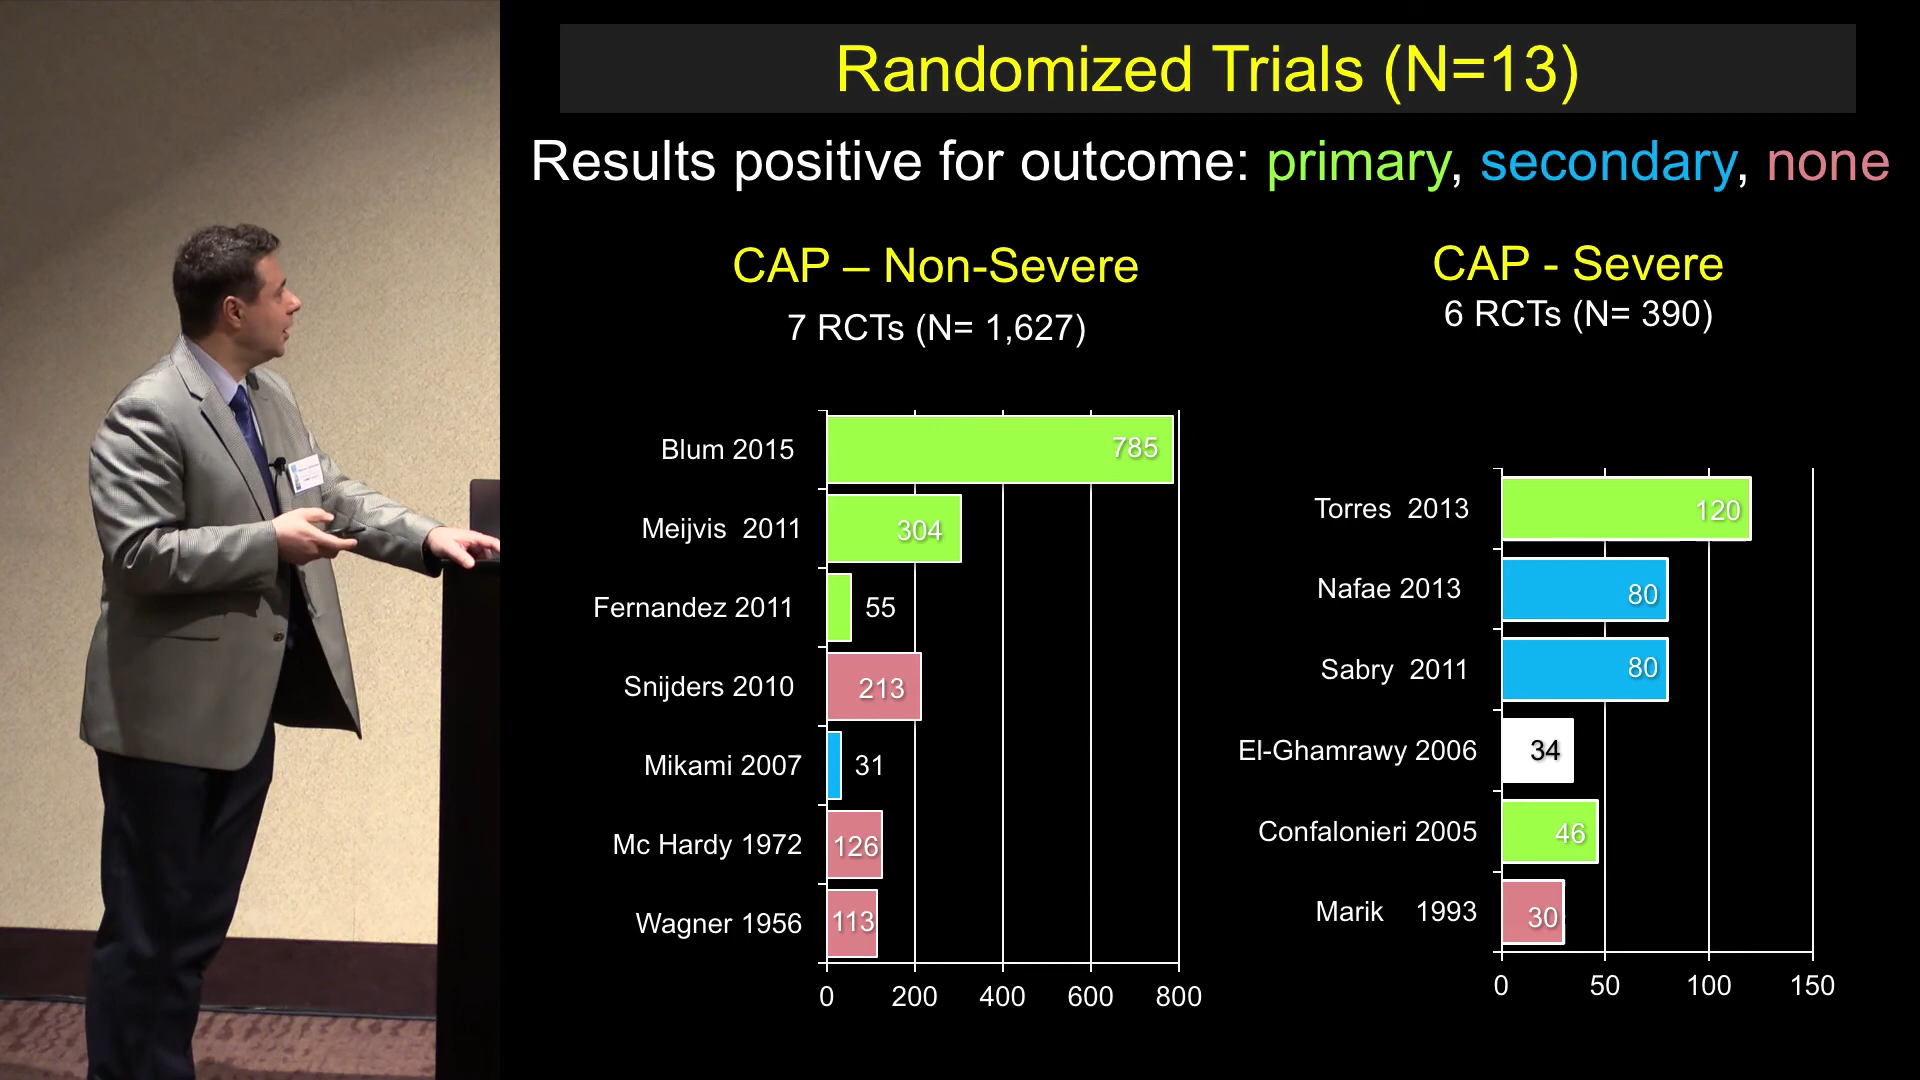 Randomized Trials (N=13)
Results positive for outcome: primary, secondary, none
CAP – Non-Severe
7 RCTs (N= 1,627)
Blum 2015 785
Meijvis 2011 304
Fernandez 2011 55
Snijders 2010 213
Mikami 2007 31
Mc Hardy 1972 126
Wagner 1956 113
0 200 400 600 800
CAP - Severe
6 RCTs (N= 390)
Torres 2013 120
Nafae 2013 80
Sabry 2011 80
El-Ghamrawy 2006 34
Confalonieri 2005 46
Marik 1993 30
0 50 100 150